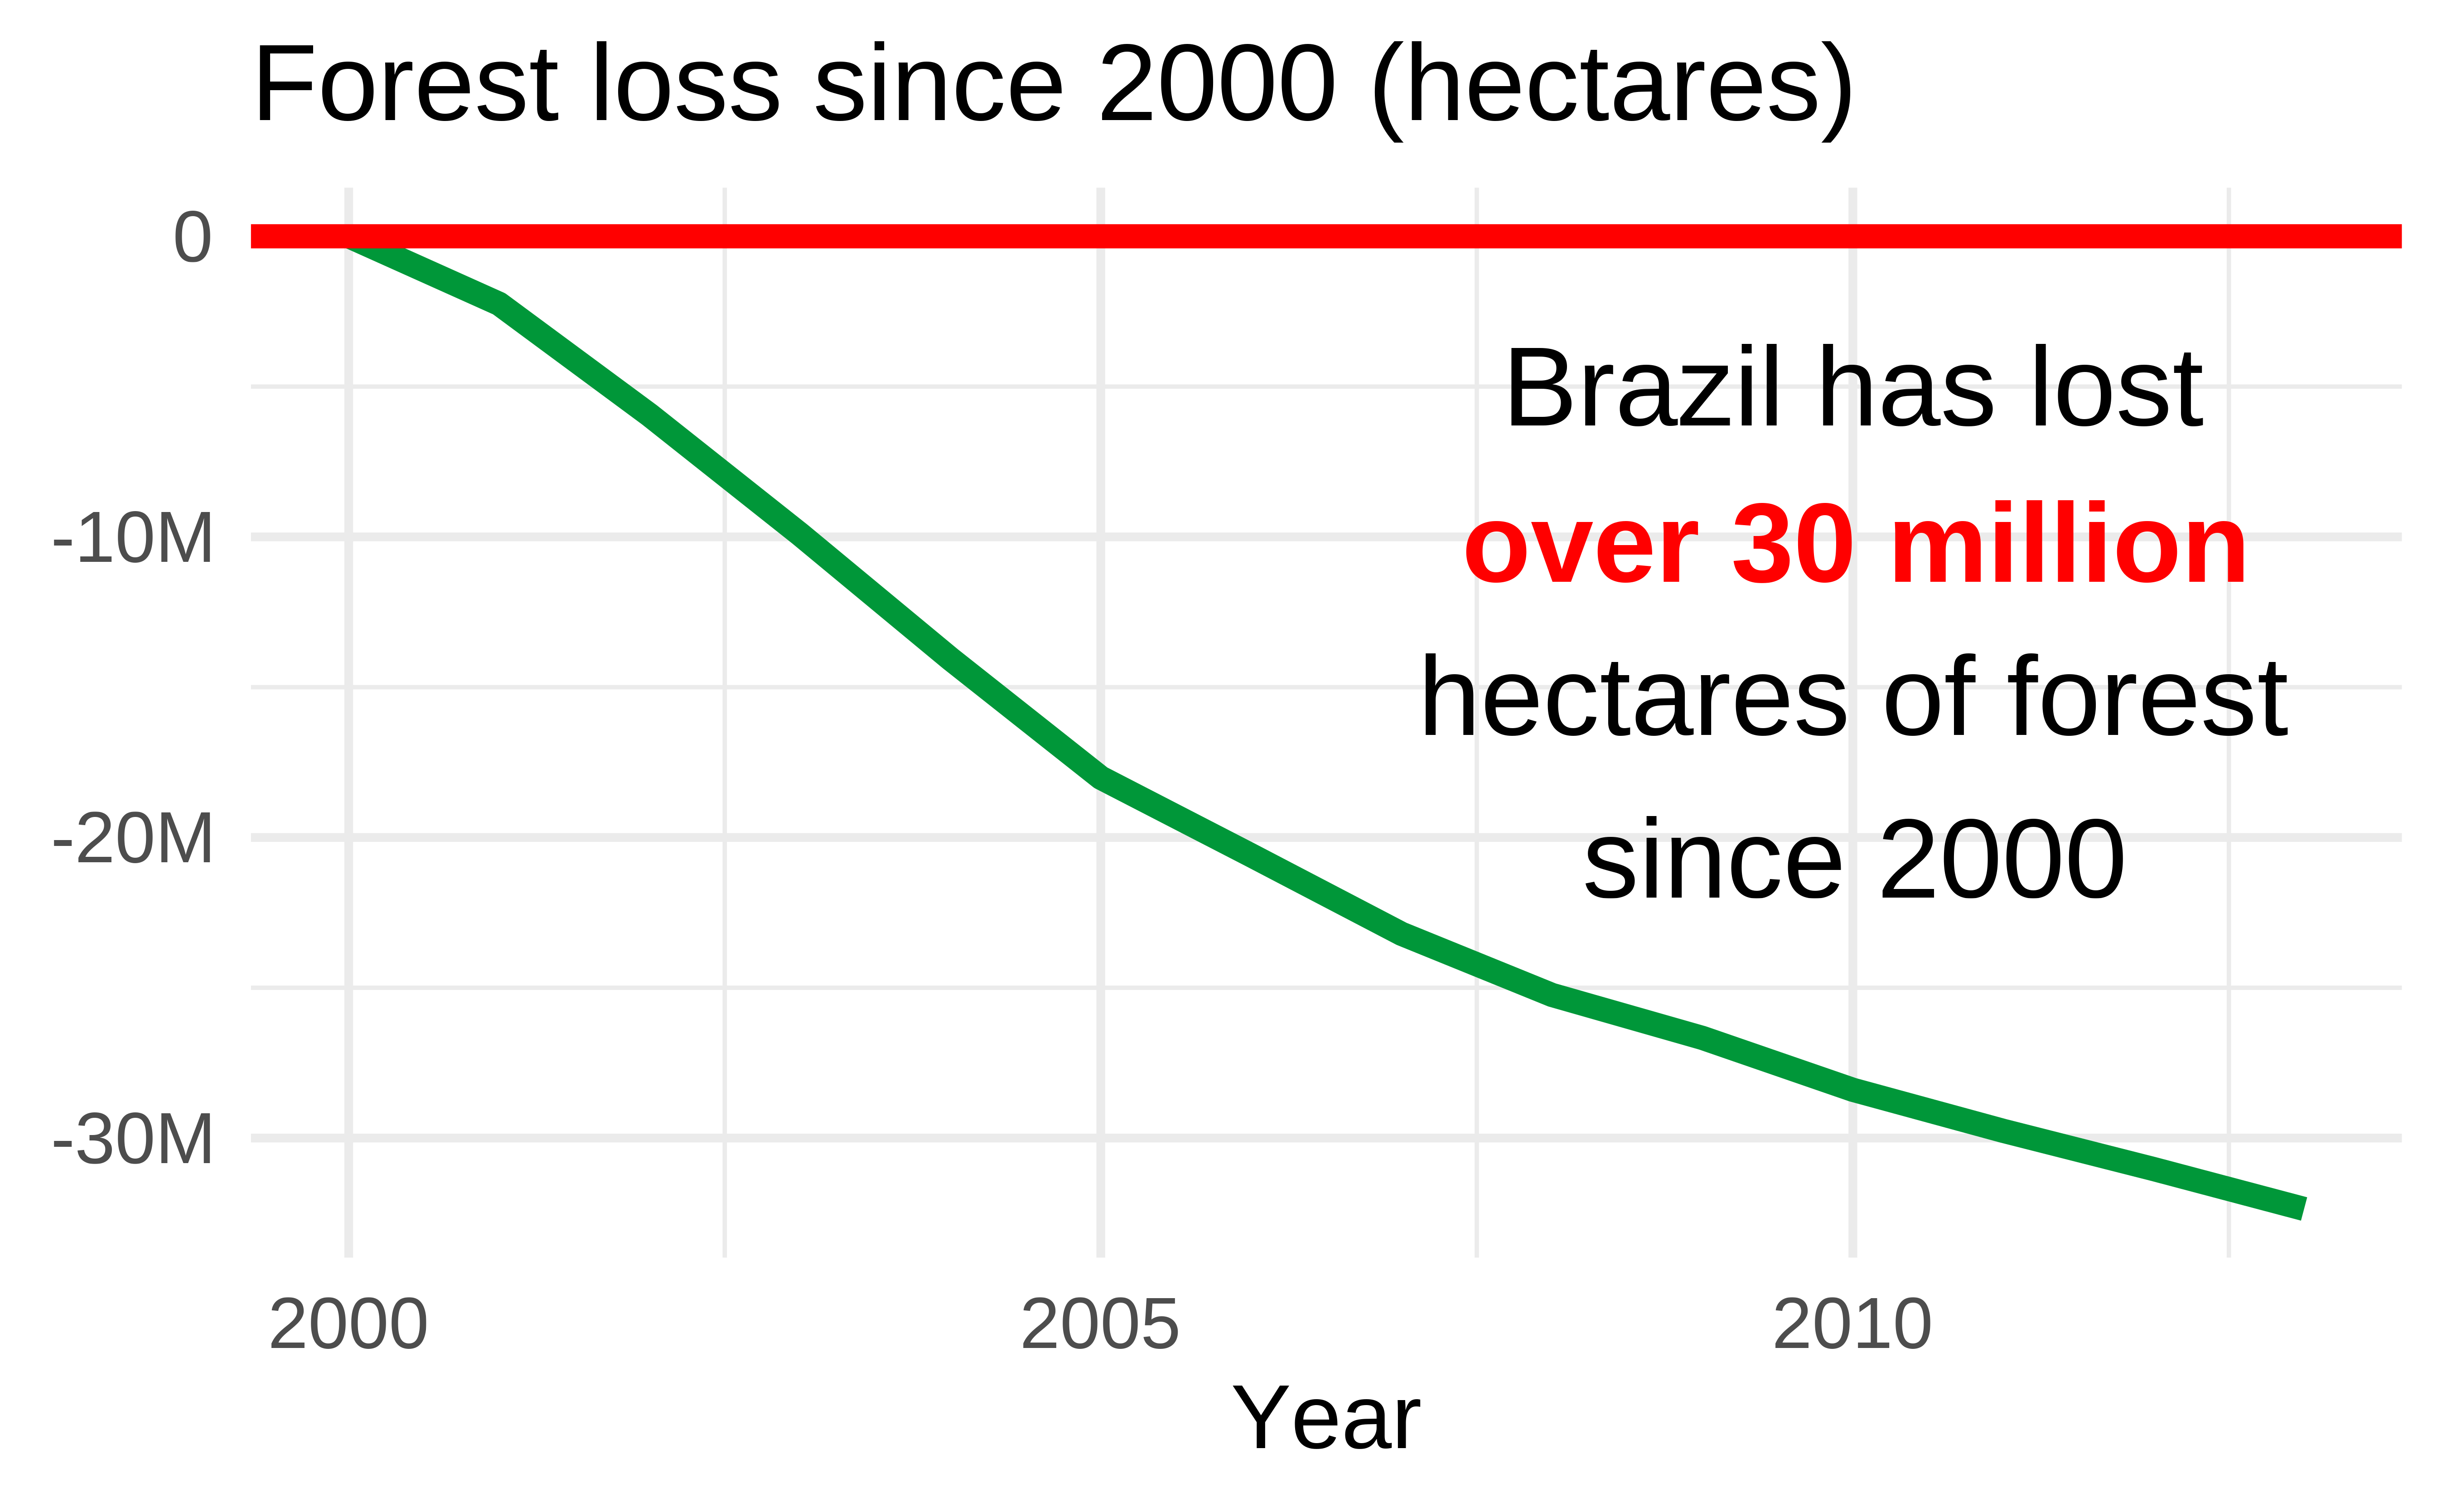 Forest loss since 2000 (hectares)
0
-10M
-20M
-30M
Brazil has lost
over 30 million
hectares of forest
since 2000
2000
2005
2010
Year